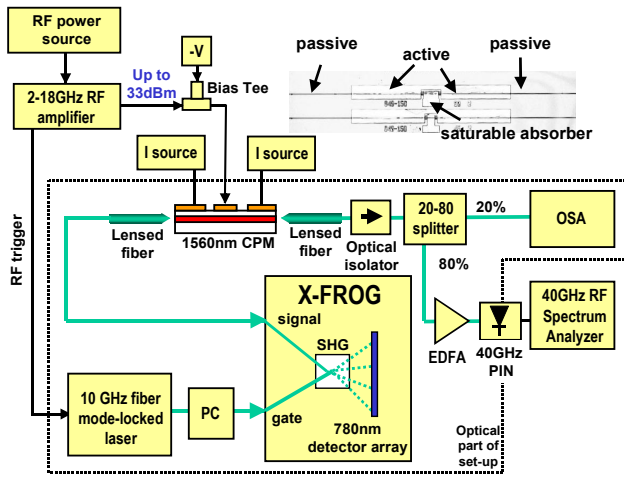 RF power
source
-V
Up to
33dBm
Bias Tee
2-18GHz RF
amplifier
passive
active
passive
saturable absorber
I source
I source
Lensed
fiber
1560nm CPM
Lensed
fiber
Optical
isolator
20-80
splitter
20%
OSA
80%
RF trigger
X-FROG
signal
SHG
gate
780nm
detector array
EDFA
40GHz
PIN
40GHz RF
Spectrum
Analyzer
10 GHz fiber
mode-locked
laser
PC
Optical
part of
set-up